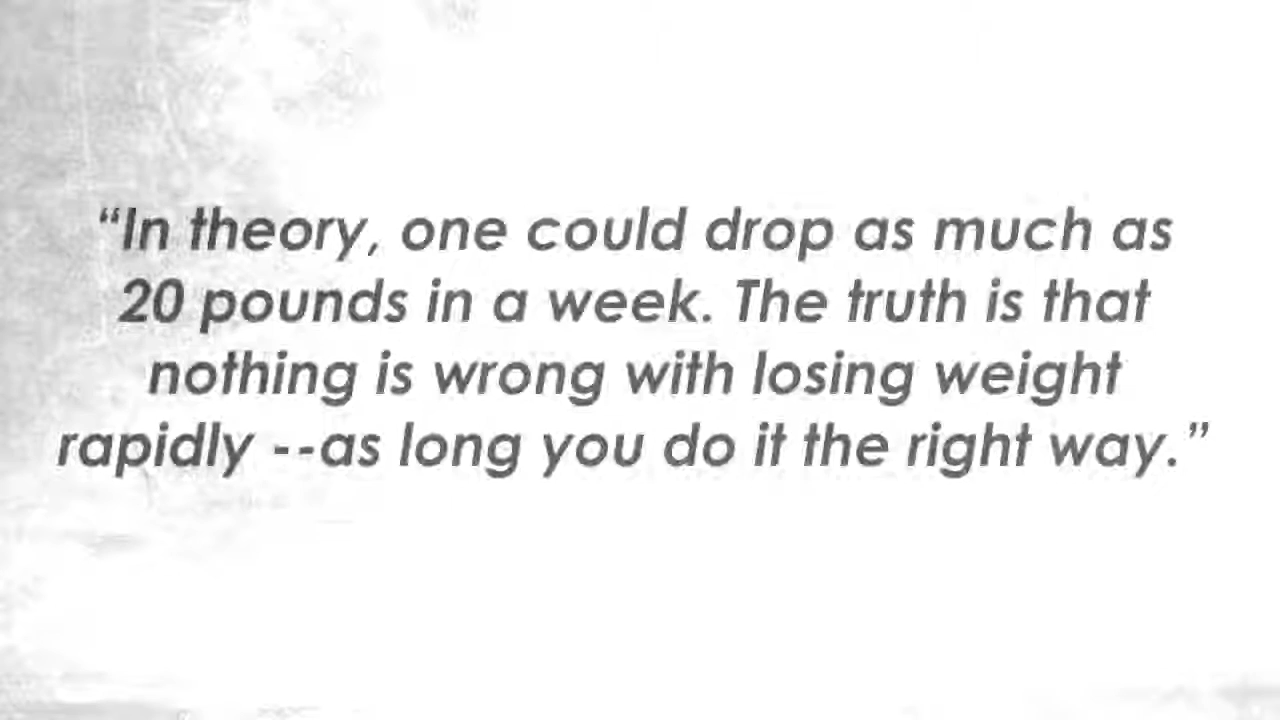 “In theory, one could drop as much as
20 pounds in a week. The truth is that
nothing is wrong with losing weight
rapidly --as long you do it the right way.”